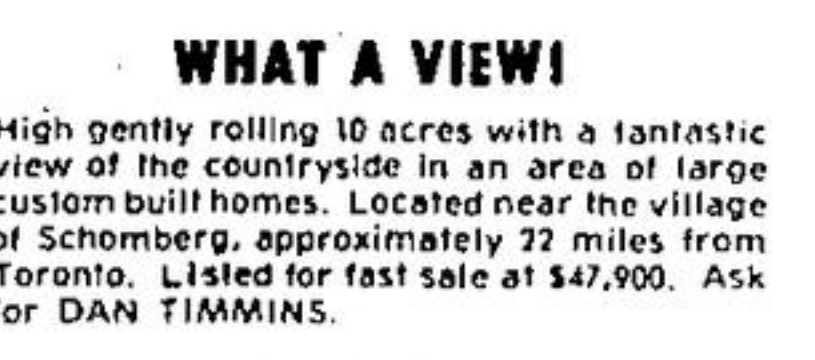 WHAT A VIEW!
High gently rolling 10 acres with a fantastic
view of the countryside in an area of large
custom built homes. Located near the village
of Schomberg, approximately 22 miles from
Toronto. Listed for fast sale at $47,900. Ask
for DAN TIMMINS.